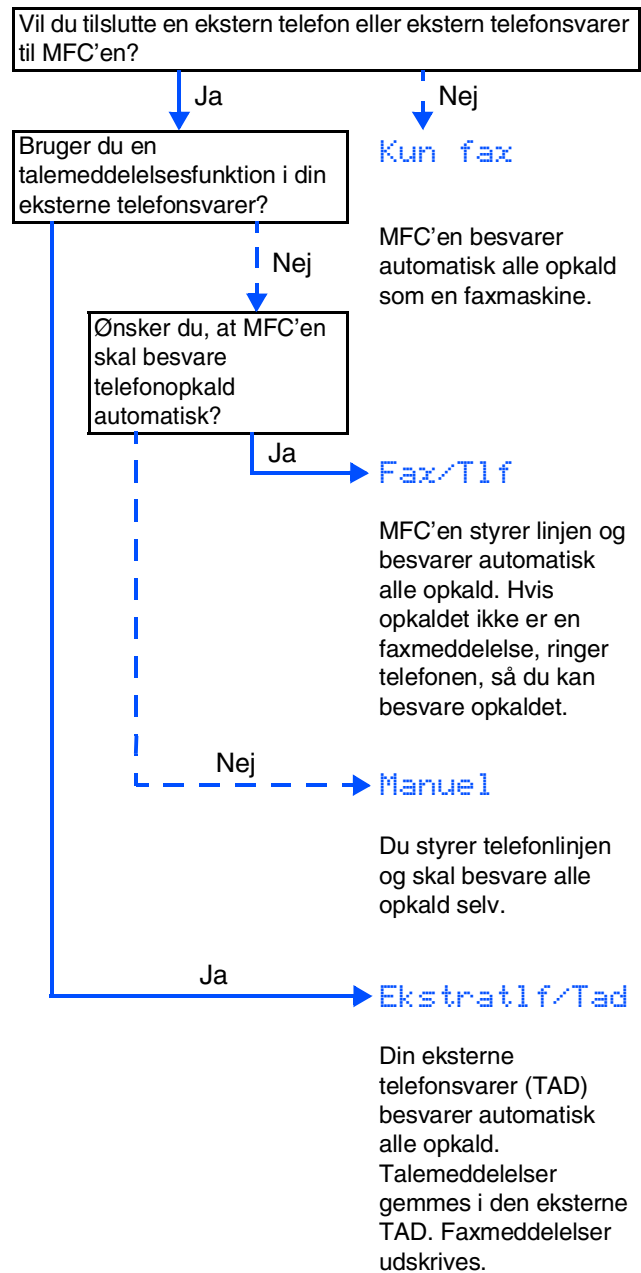 Vil du tilslutte en ekstern telefon eller ekstern telefonsvarer
til MFC'en?
Ja
Nej
Bruger du en
talemeddelelsesfunktion i din
eksterne telefonsvarer?
Kun fax
MFC'en besvarer
automatisk alle opkald
som en faxmaskine.
Nej
Ønsker du, at MFC'en
skal besvare
telefonopkald
automatisk?
Ja
Fax/Tlf
MFC'en styrer linjen og
besvarer automatisk
alle opkald. Hvis
opkaldet ikke er en
faxmeddelelse, ringer
telefonen, så du kan
besvare opkaldet.
Nej
Manuel
Du styrer telefonlinjen
og skal besvare alle
opkald selv.
Ja
Ekstratlf/Tad
Din eksterne
telefonsvarer (TAD)
besvarer automatisk
alle opkald.
Talemeddelelser
gemmes i den eksterne
TAD. Faxmeddelelser
udskrives.